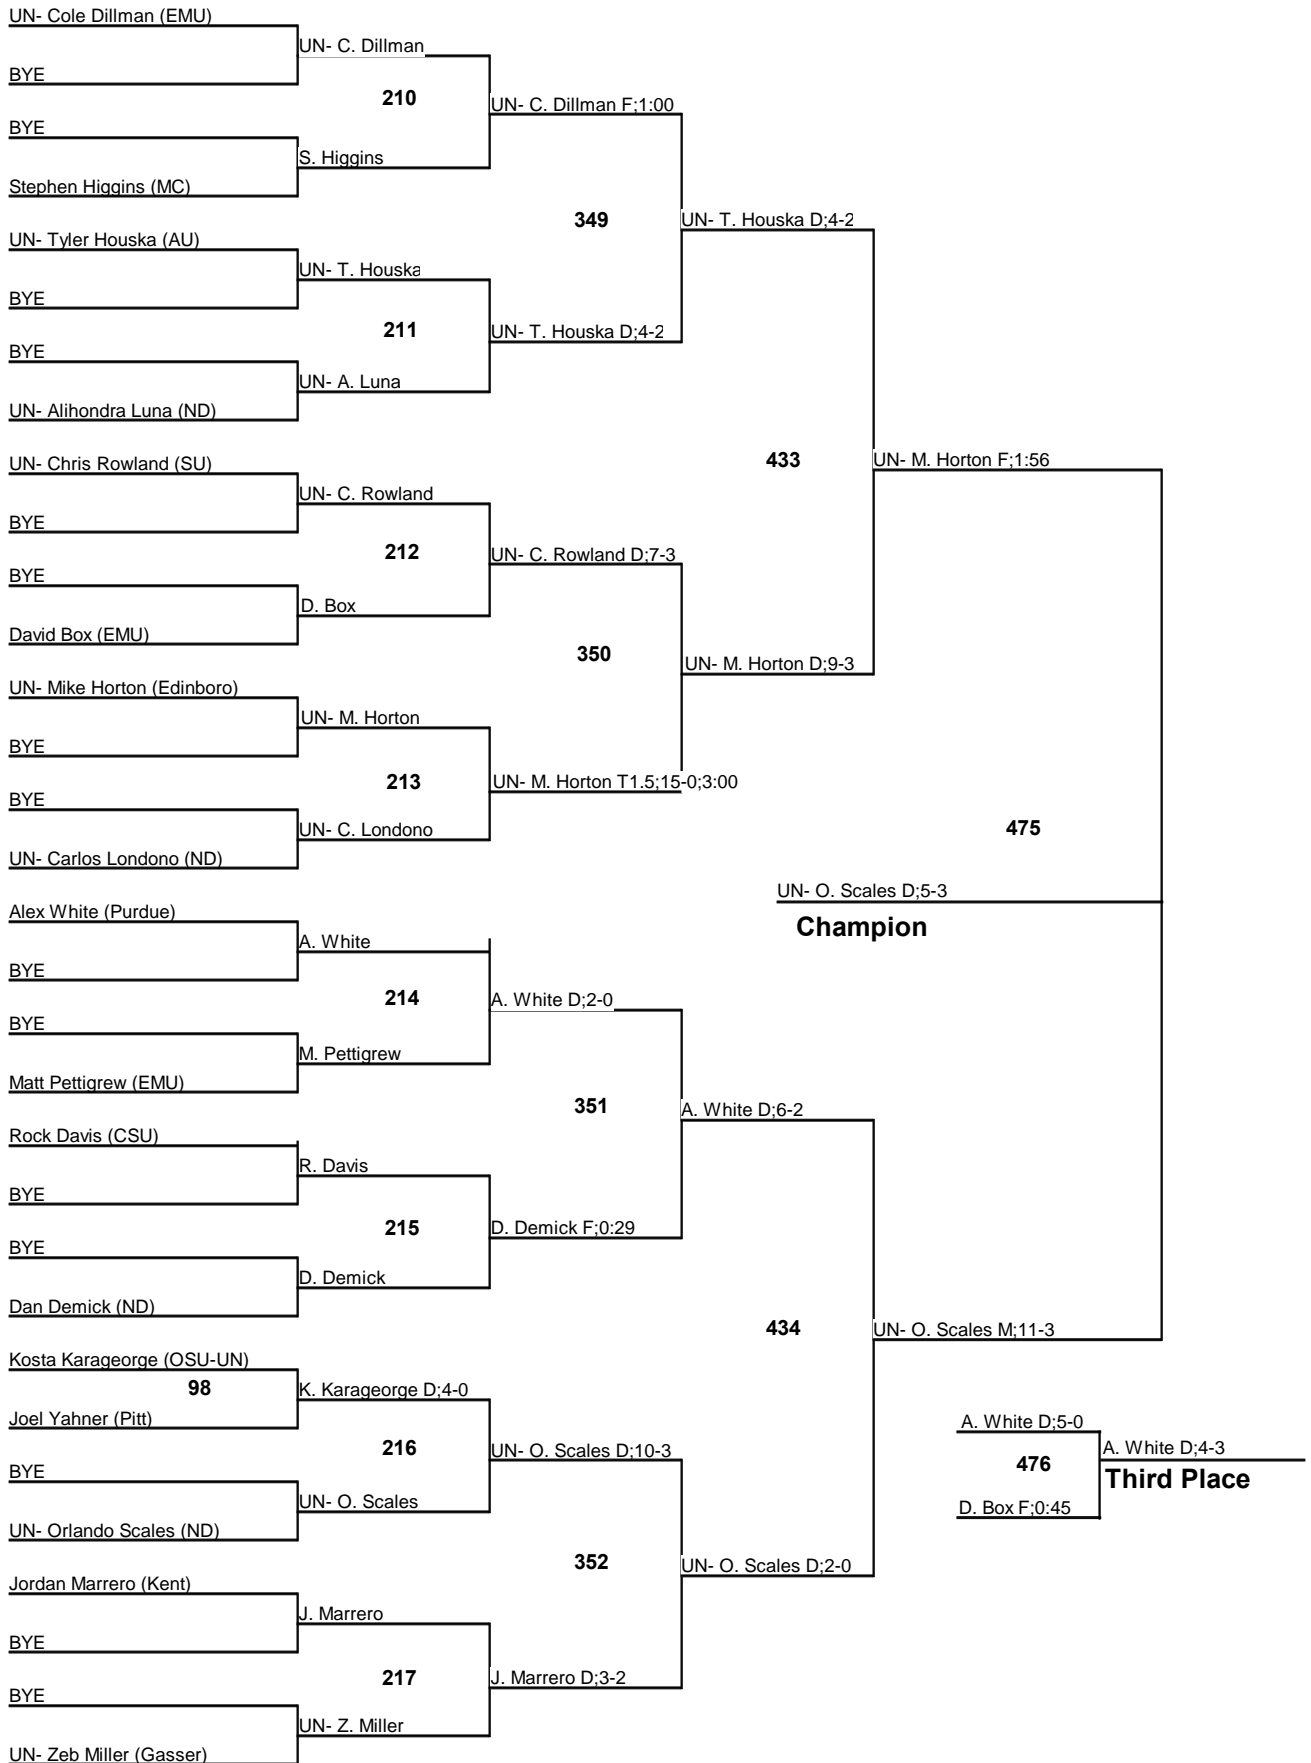 UN- Cole Dillman (EMU)
UN- C. Dillman
BYE
210
UN- C. Dillman F;1:00
BYE
S. Higgins
Stephen Higgins (MC)
349
UN- T. Houska D;4-2
UN- Tyler Houska (AU)
UN- T. Houska
BYE
211
UN- T. Houska D;4-2
BYE
UN- A. Luna
UN- Alihondra Luna (ND)
433
UN- M. Horton F;1:56
UN- Chris Rowland (SU)
UN- C. Rowland
BYE
212
UN- C. Rowland D;7-3
BYE
D. Box
David Box (EMU)
350
UN- M. Horton D;9-3
UN- Mike Horton (Edinboro)
UN- M. Horton
BYE
213
UN- M. Horton T1.5;15-0;3:00
BYE
UN- C. Londono
UN- Carlos Londono (ND)
475
UN- O. Scales D;5-3
Champion
Alex White (Purdue)
A. White
BYE
214
A. White D;2-0
BYE
M. Pettigrew
Matt Pettigrew (EMU)
351
A. White D;6-2
Rock Davis (CSU)
R. Davis
BYE
215
D. Demick F;0:29
BYE
D. Demick
Dan Demick (ND)
434
UN- O. Scales M;11-3
Kosta Karageorge (OSU-UN)
98
K. Karageorge D;4-0
Joel Yahner (Pitt)
216
UN- O. Scales D;10-3
BYE
UN- O. Scales
UN- Orlando Scales (ND)
352
UN- O. Scales D;2-0
Jordan Marrero (Kent)
J. Marrero
BYE
217
J. Marrero D;3-2
BYE
UN- Z. Miller
UN- Zeb Miller (Gasser)
A. White D;5-0
476
A. White D;4-3
Third Place
D. Box F;0:45